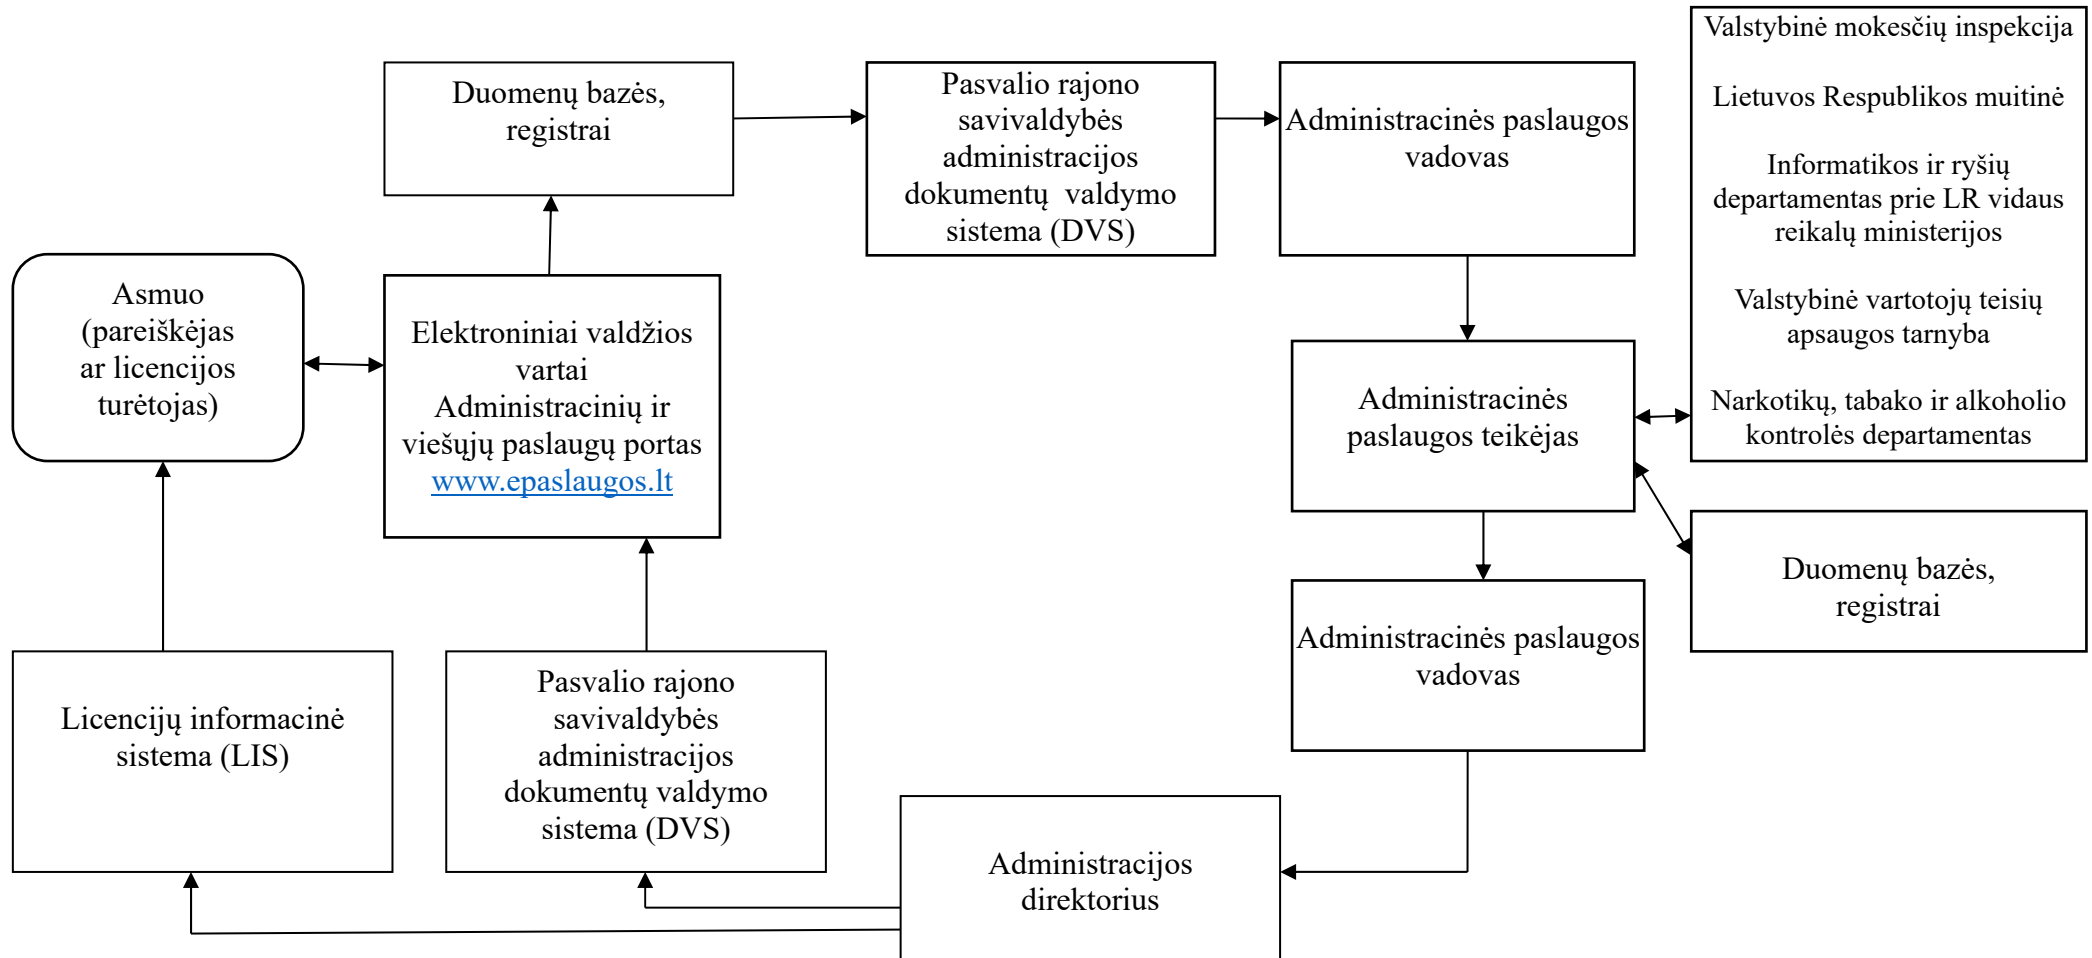 Duomenų bazės,
registrai
Pasvalio rajono
savivaldybės
administracijos
dokumentų  valdymo
sistema (DVS)
Administracinės paslaugos
vadovas
Valstybinė mokesčių inspekcija
Lietuvos Respublikos muitinė
Informatikos ir ryšių
departamentas prie LR vidaus
reikalų ministerijos
Valstybinė vartotojų teisių
apsaugos tarnyba
Narkotikų, tabako ir alkoholio
kontrolės departamentas
Asmuo
(pareiškėjas
ar licencijos
turėtojas)
Elektroniniai valdžios
vartai
Administracinių ir
viešųjų paslaugų portas
www.epaslaugos.lt
Administracinės
paslaugos teikėjas
Duomenų bazės,
registrai
Administracinės paslaugos
vadovas
Licencijų informacinė
sistema (LIS)
Pasvalio rajono
savivaldybės
administracijos
dokumentų valdymo
sistema (DVS)
Administracijos
direktorius